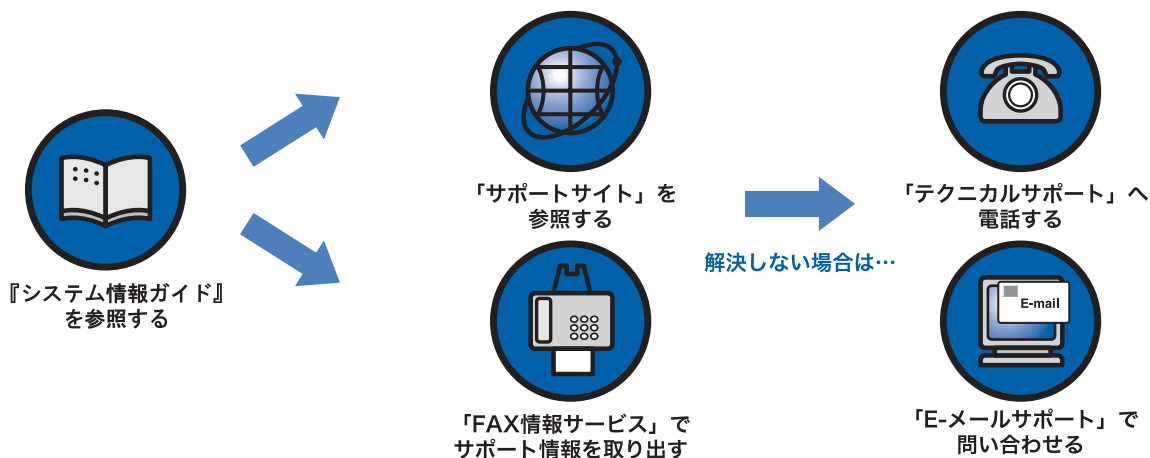 『システム情報ガイド』
を参照する
「サポートサイト」を
参照する
「FAX情報サービス」で
サポート情報を取り出す
解決しない場合は…
「テクニカルサポート」へ
電話する
E-mail
「E-メールサポート」で
問い合わせる